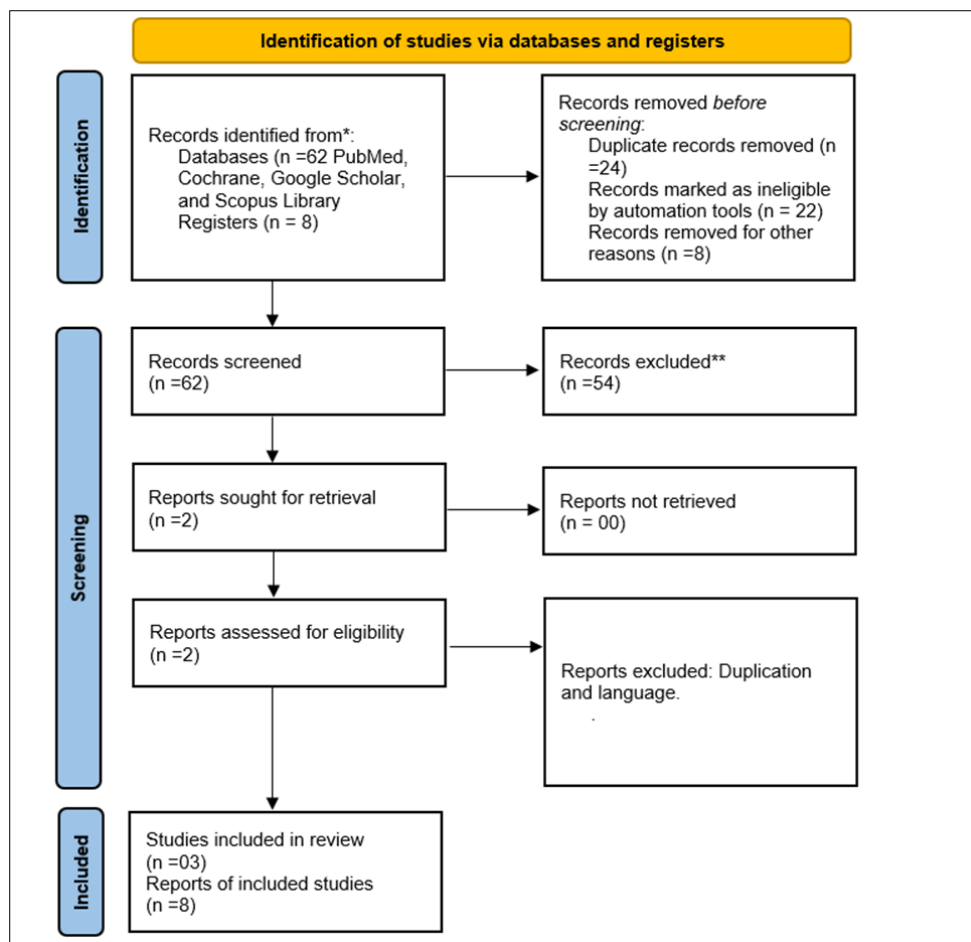 Identification of studies via databases and registers
Identification
Records identified from*:
Databases (n =62 PubMed,
Cochrane, Google Scholar,
and Scopus Library
Registers (n = 8)
Records removed before
screening:
Duplicate records removed (n
=24)
Records marked as ineligible
by automation tools (n = 22)
Records removed for other
reasons (n =8)
Screening
Records screened
(n =62)
Records excluded**
(n =54)
Reports sought for retrieval
(n =2)
Reports not retrieved
(n = 00)
Reports assessed for eligibility
(n =2)
Reports excluded: Duplication
and language.
.
Included
Studies included in review
(n =03)
Reports of included studies
(n =8)